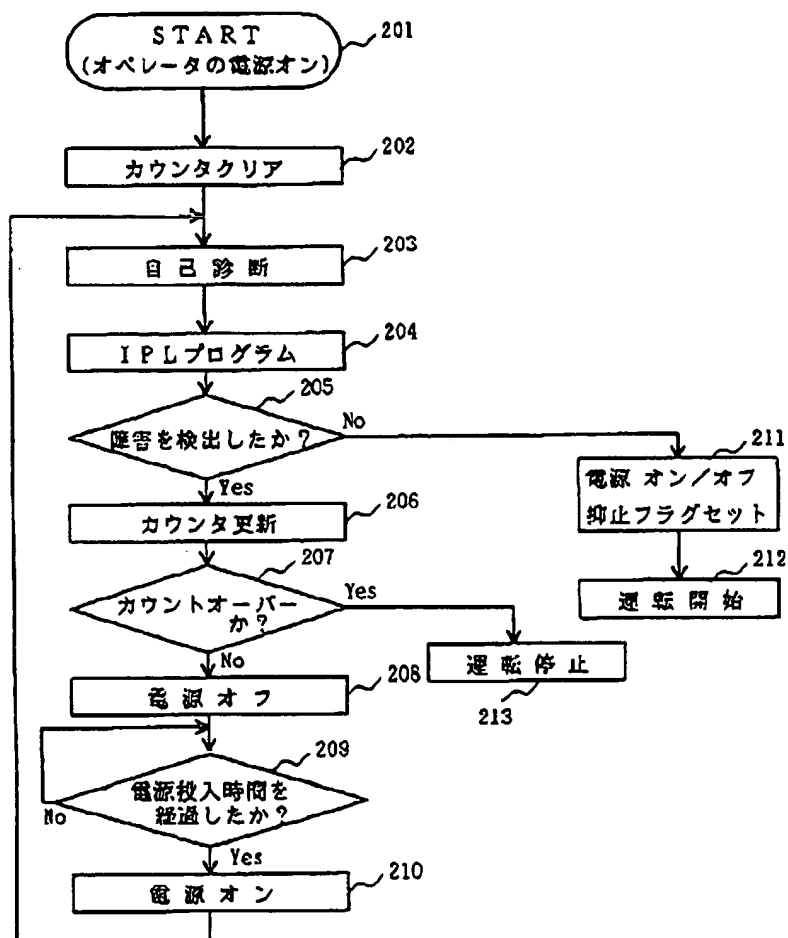 START
(オペレータの電源オン)
201
カウンタクリア
202
自己診断
203
IPLプログラム
204
障害を検出したか?
205
No
Yes
電源 オン/オフ
抑止フラグセット
211
カウンタ更新
206
運転開始
212
カウントオーバー
か?
207
Yes
No
運転停止
213
電源オフ
208
電源投入時間を
経過したか?
209
No
Yes
電源オン
210